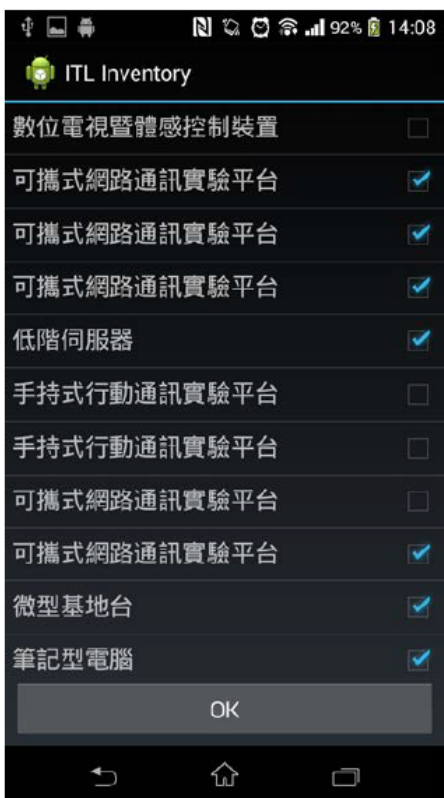 92% 14:08
ITL Inventory
數位電視暨體感控制裝置
可攜式網路通訊實驗平台
可攜式網路通訊實驗平台
可攜式網路通訊實驗平台
低階伺服器
手持式行動通訊實驗平台
手持式行動通訊實驗平台
可攜式網路通訊實驗平台
可攜式網路通訊實驗平台
微型基地台
筆記型電腦
OK